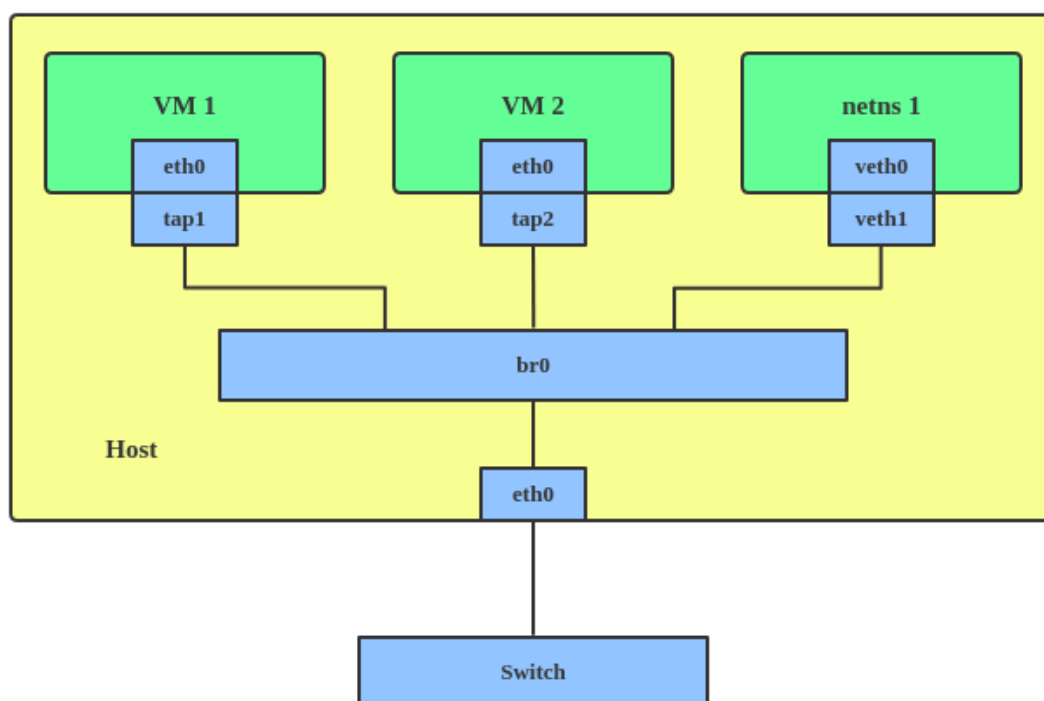 VM 1
VM 2
netns 1
eth0
eth0
veth0
tap1
tap2
veth1
br0
Host
eth0
Switch